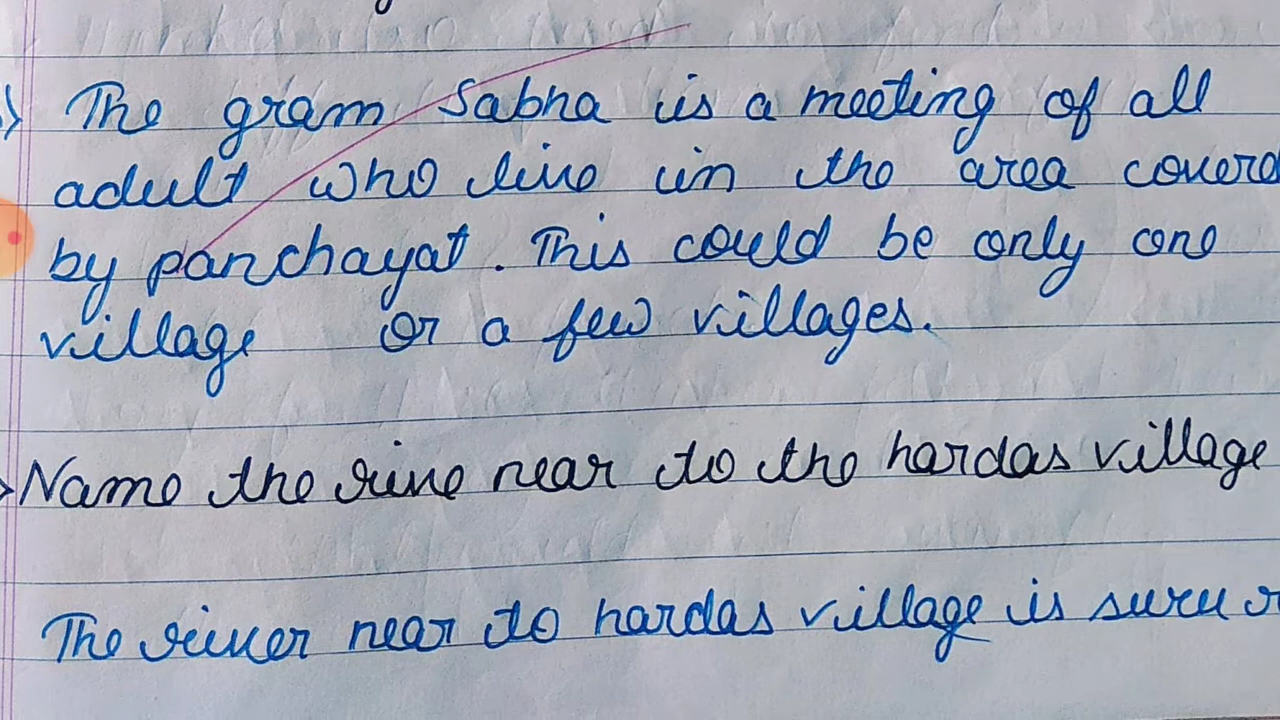 The gram Sabha is a meeting of all
adult who live in the area coverd
by panchayat. This could be only one
village or a few villages.
Name the rive near to the hardas village
The river near to hardas village is suru